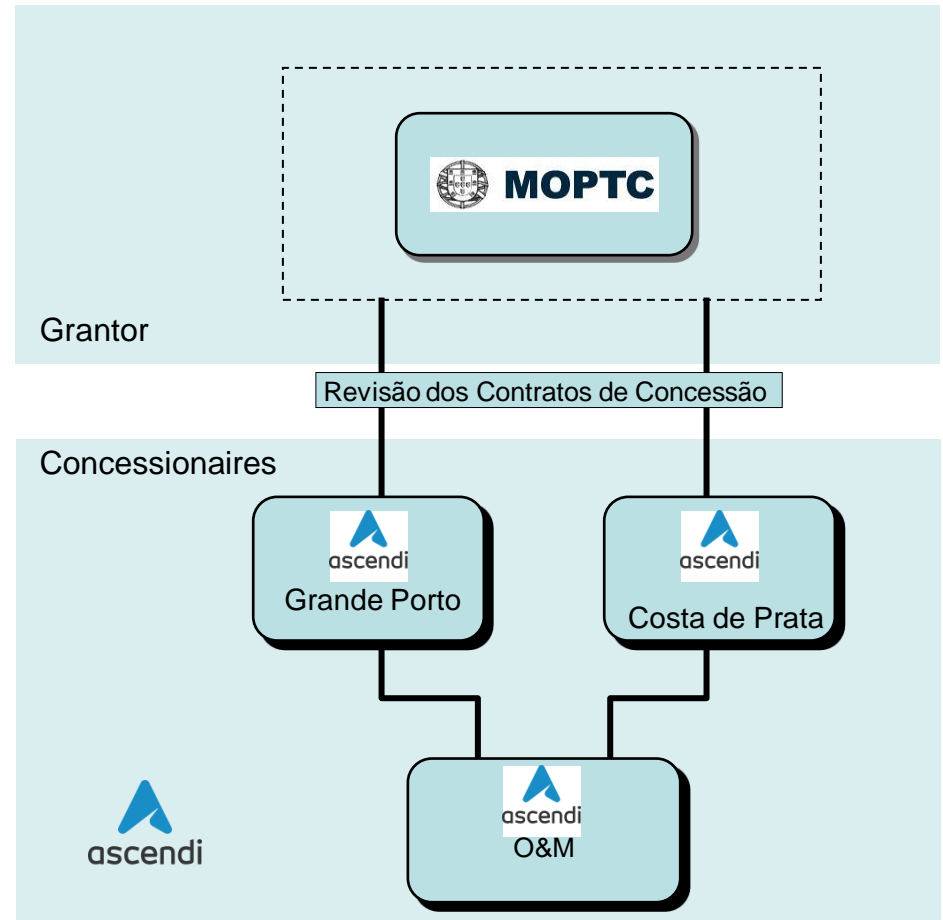 MOPTC
Grantor
Revisão dos Contratos de Concessão
Concessionaires
ascendi
Grande Porto
ascendi
Costa de Prata
ascendi
O&M
ascendi